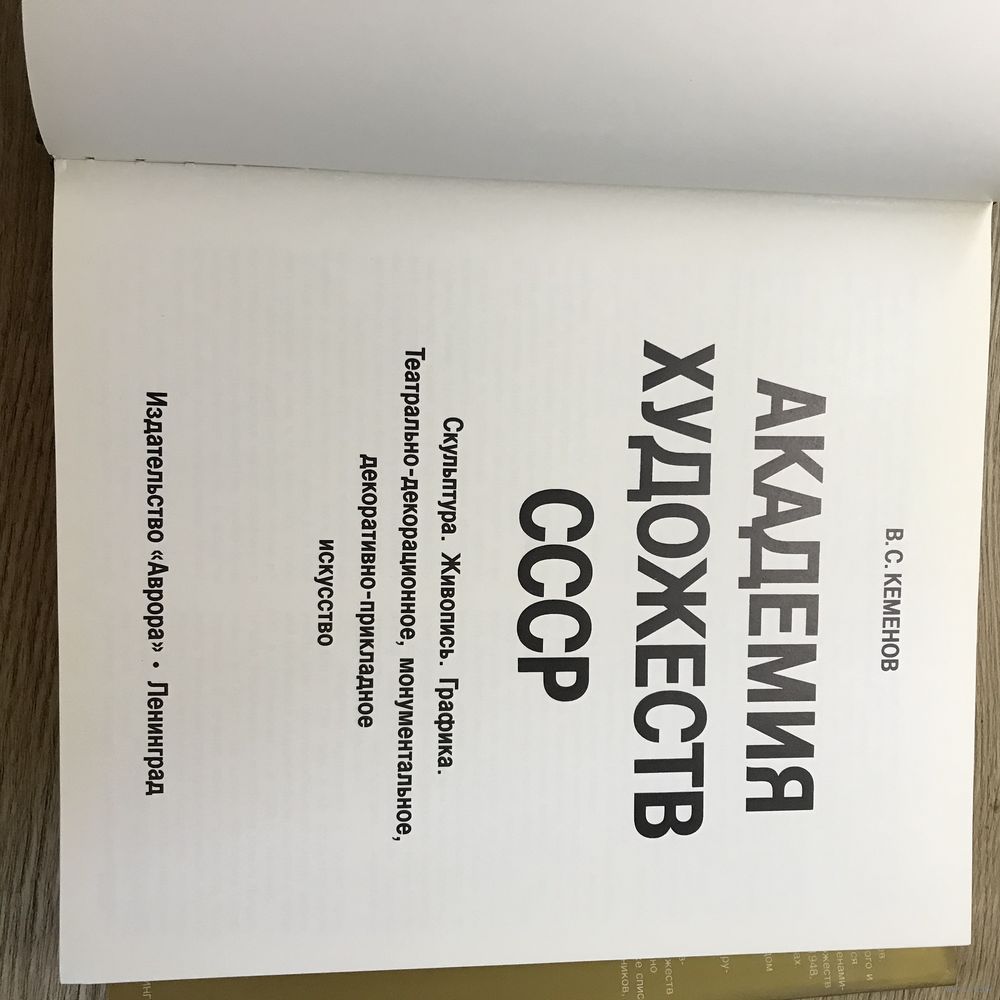 В. С. КЕМЕНОВ
АКАДЕМИЯ
ХУДОЖЕСТВ
СССР
Скульптура. Живопись. Графика.
Театрально-декорационное, монументальное,
декоративно-прикладное
искусство
Издательство «Аврора» • Ленинград